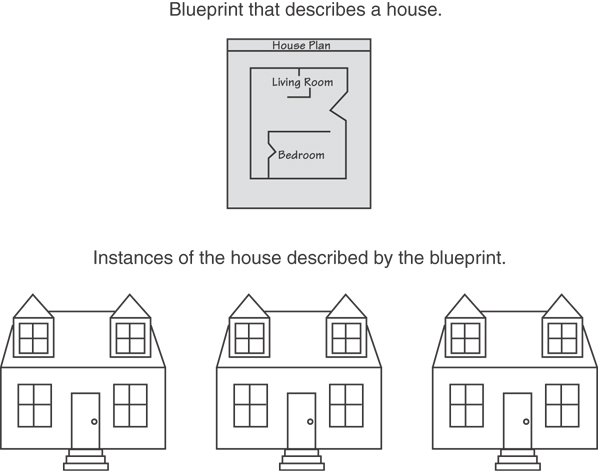 Blueprint that describes a house.
House Plan
Living Room
Bedroom
Instances of the house described by the blueprint.